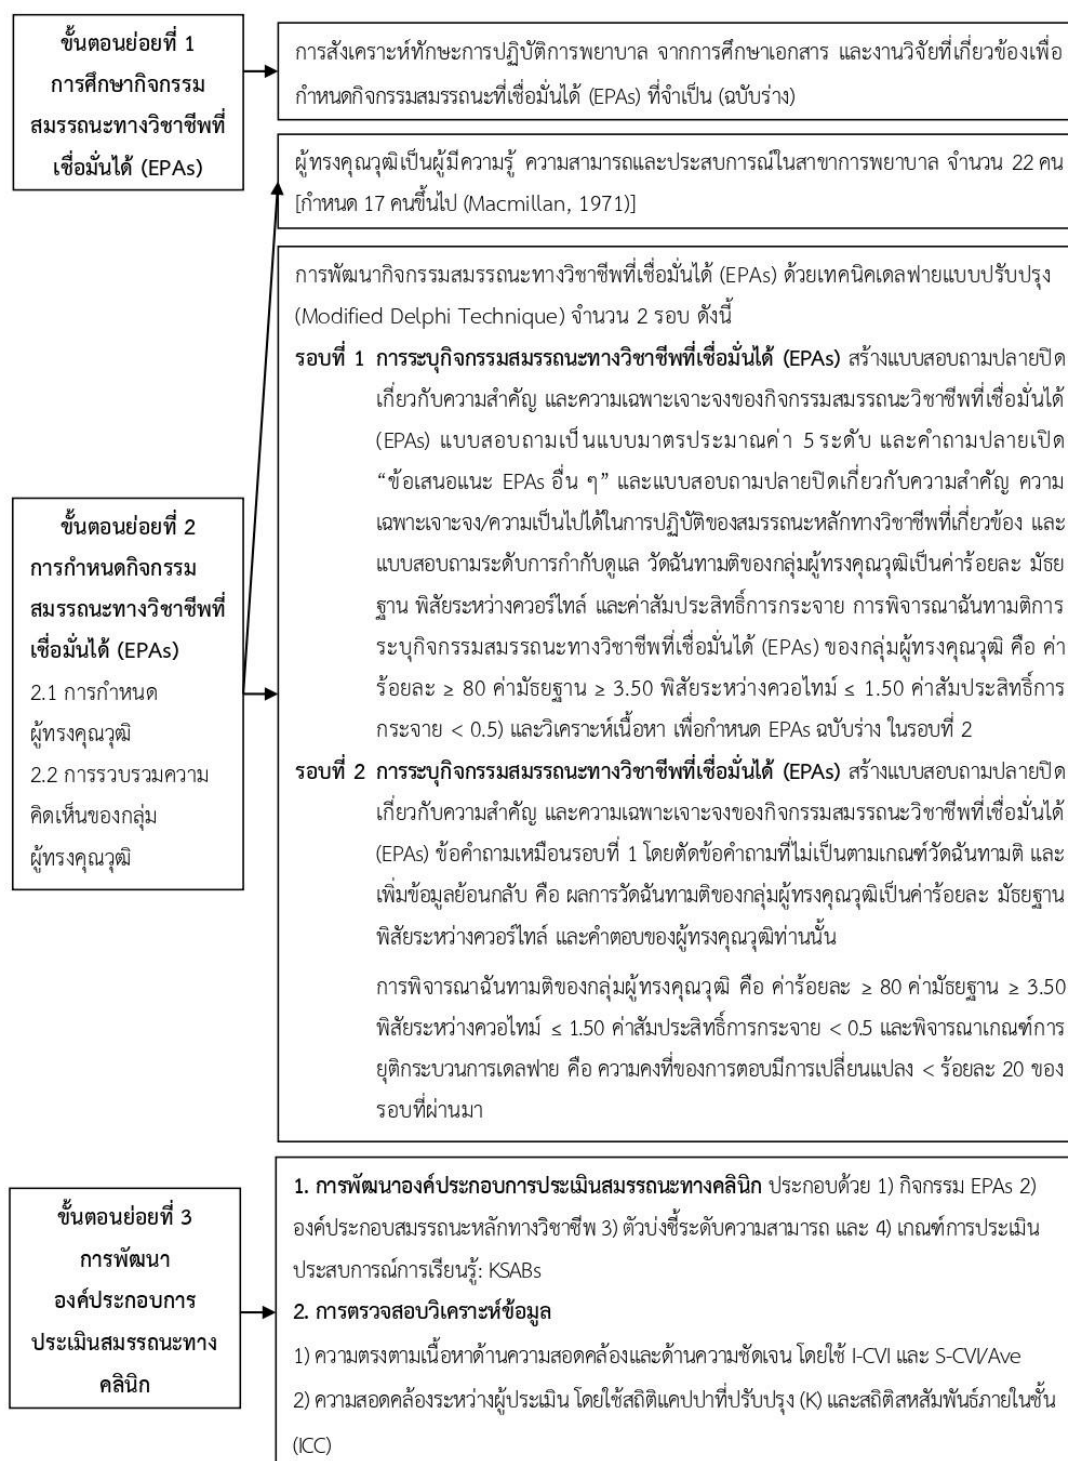 ขั้นตอนย่อยที่ 1
การศึกษากิจกรรม
สมรรถนะทางวิชาชีพที่
เชื่อมั่นได้ (EPAs)
การสังเคราะห์ทักษะการปฏิบัติการพยาบาล จากการศึกษาเอกสาร และงานวิจัยที่เกี่ยวข้องเพื่อ
กำหนดกิจกรรมสมรรถนะที่เชื่อมั่นได้ (EPAs) ที่จำเป็น (ฉบับร่าง)
ผู้ทรงคุณวุฒิเป็นผู้มีความรู้ ความสามารถและประสบการณ์ในสาขาการพยาบาล จำนวน 22 คน
[กำหนด 17 คนขึ้นไป (Macmillan, 1971)]
ขั้นตอนย่อยที่ 2
การกำหนดกิจกรรม
สมรรถนะทางวิชาชีพที่
เชื่อมั่นได้ (EPAs)
2.1 การกำหนด
ผู้ทรงคุณวุฒิ
2.2 การรวบรวมความ
คิดเห็นของกลุ่ม
ผู้ทรงคุณวุฒิ
การพัฒนากิจกรรมสมรรถนะทางวิชาชีพที่เชื่อมั่นได้ (EPAs) ด้วยเทคนิคเดลฟายแบบปรับปรุง
(Modified Delphi Technique) จำนวน 2 รอบ ดังนี้
รอบที่ 1 การระบุกิจกรรมสมรรถนะทางวิชาชีพที่เชื่อมั่นได้ (EPAs) สร้างแบบสอบถามปลายปิด
เกี่ยวกับความสำคัญ และความเฉพาะเจาะจงของกิจกรรมสมรรถนะวิชาชีพที่เชื่อมั่นได้
(EPAs) แบบสอบถามเป็นแบบมาตรประมาณค่า 5 ระดับ และคำถามปลายเปิด
“ข้อเสนอแนะ EPAs อื่น ๆ” และแบบสอบถามปลายปิดเกี่ยวกับความสำคัญ ความ
เฉพาะเจาะจง/ความเป็นไปได้ในการปฏิบัติของสมรรถนะหลักทางวิชาชีพที่เกี่ยวข้อง และ
แบบสอบถามระดับการกำกับดูแล วัดฉันทามติของกลุ่มผู้ทรงคุณวุฒิเป็นค่าร้อยละ มัธย
ฐาน พิสัยระหว่างควอร์ไทล์ และค่าสัมประสิทธิ์การกระจาย การพิจารณาฉันทามติการ
ระบุกิจกรรมสมรรถนะทางวิชาชีพที่เชื่อมั่นได้ (EPAs) ของกลุ่มผู้ทรงคุณวุฒิ คือ ค่า
ร้อยละ ≥ 80 ค่ามัธยฐาน ≥ 3.50 พิสัยระหว่างควอไทม์ ≤ 1.50 ค่าสัมประสิทธิ์การ
กระจาย < 0.5) และวิเคราะห์เนื้อหา เพื่อกำหนด EPAs ฉบับร่าง ในรอบที่ 2
รอบที่ 2 การระบุกิจกรรมสมรรถนะทางวิชาชีพที่เชื่อมั่นได้ (EPAs) สร้างแบบสอบถามปลายปิด
เกี่ยวกับความสำคัญ และความเฉพาะเจาะจงของกิจกรรมสมรรถนะวิชาชีพที่เชื่อมั่นได้
(EPAs) ข้อคำถามเหมือนรอบที่ 1 โดยตัดข้อคำถามที่ไม่เป็นตามเกณฑ์วัดฉันทามติ และ
เพิ่มข้อมูลย้อนกลับ คือ ผลการวัดฉันทามติของกลุ่มผู้ทรงคุณวุฒิเป็นค่าร้อยละ มัธยฐาน
พิสัยระหว่างควอร์ไทล์ และคำตอบของผู้ทรงคุณวุฒิท่านนั้น
การพิจารณาฉันทามติของกลุ่มผู้ทรงคุณวุฒิ คือ ค่าร้อยละ ≥ 80 ค่ามัธยฐาน ≥ 3.50
พิสัยระหว่างควอไทม์ ≤ 1.50 ค่าสัมประสิทธิ์การกระจาย < 0.5 และพิจารณาเกณฑ์การ
ยุติกระบวนการเดลฟาย คือ ความคงที่ของการตอบมีการเปลี่ยนแปลง < ร้อยละ 20 ของ
รอบที่ผ่านมา
ขั้นตอนย่อยที่ 3
การพัฒนา
องค์ประกอบการ
ประเมินสมรรถนะทาง
คลินิก
1. การพัฒนาองค์ประกอบการประเมินสมรรถนะทางคลินิก ประกอบด้วย 1) กิจกรรม EPAs 2)
องค์ประกอบสมรรถนะหลักทางวิชาชีพ 3) ตัวบ่งชี้ระดับความสามารถ และ 4) เกณฑ์การประเมิน
ประสบการณ์การเรียนรู้: KSABs
2. การตรวจสอบวิเคราะห์ข้อมูล
1) ความตรงตามเนื้อหาด้านความสอดคล้องและด้านความชัดเจน โดยใช้ I-CVI และ S-CVI/Ave
2) ความสอดคล้องระหว่างผู้ประเมิน โดยใช้สถิติแคปปาที่ปรับปรุง (K) และสถิติสหสัมพันธ์ภายในชั้น
(ICC)